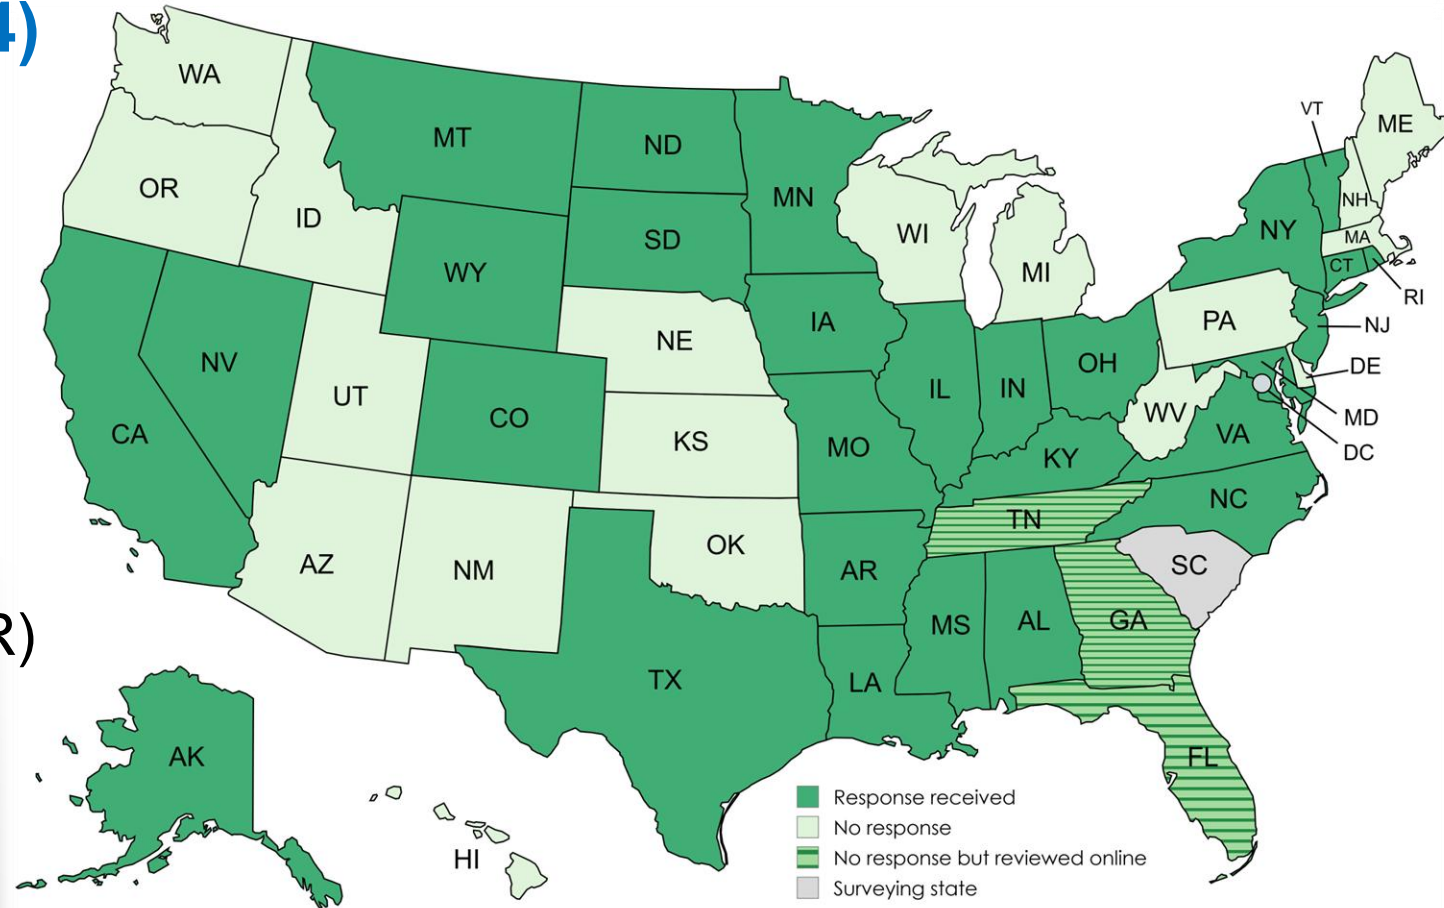 4)
WA
MT
ND
MN
VT
ME
OR
ID
NH
WI
NY
SD
MA
WY
MI
CT
RI
IA
PA
NJ
NE
NV
OH
DE
UT
IL
IN
CO
WV
MD
CA
KS
MO
VA
DC
KY
NC
TN
OK
AZ
NM
AR
SC
MS
AL
GA
R)
TX
LA
AK
FL
HI
Response received
No response
No response but reviewed online
Surveying state